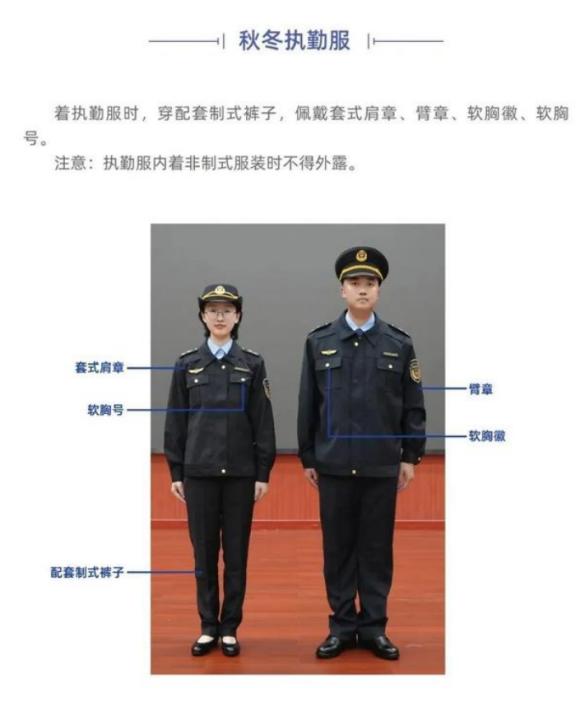 秋冬执勤服
着执勤服时，穿配套制式裤子，佩戴套式肩章、臂章、软胸徽、软胸
号。
注意：执勤服内着非制式服装时不得外露。
套式肩章
臂章
软胸号
软胸徽
配套制式裤子